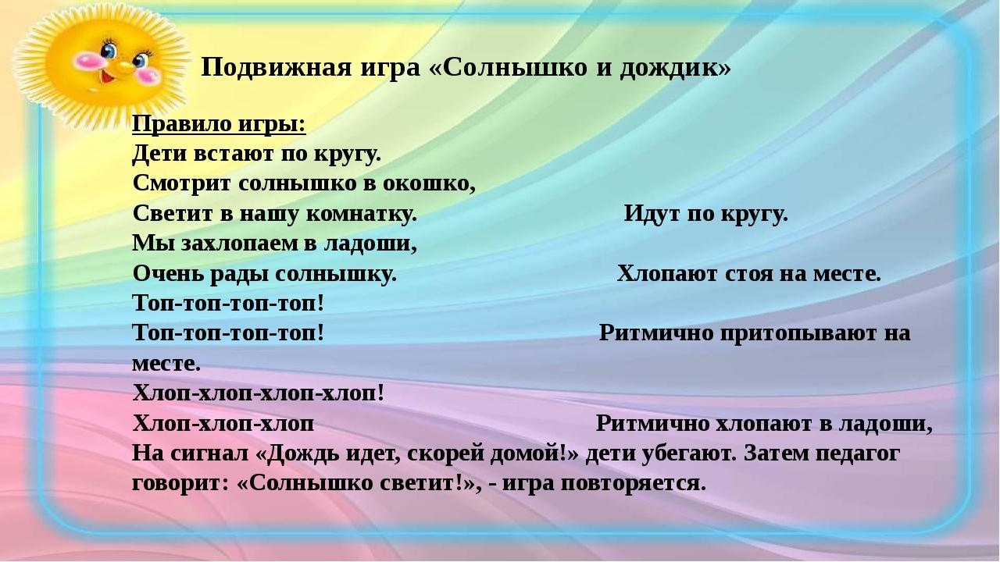 Подвижная игра «Солнышко и дождик»
Правило игры:
Дети встают по кругу.
Смотрит солнышко в окошко,
Светит в нашу комнатку. Идут по кругу.
Мы захлопаем в ладоши,
Очень рады солнышку. Хлопают стоя на месте.
Топ-топ-топ-топ!
Топ-топ-топ-топ! Ритмично притопывают на
месте.
Хлоп-хлоп-хлоп-хлоп!
Хлоп-хлоп-хлоп Ритмично хлопают в ладоши,
На сигнал «Дождь идет, скорей домой!» дети убегают. Затем педагог
говорит: «Солнышко светит!», - игра повторяется.